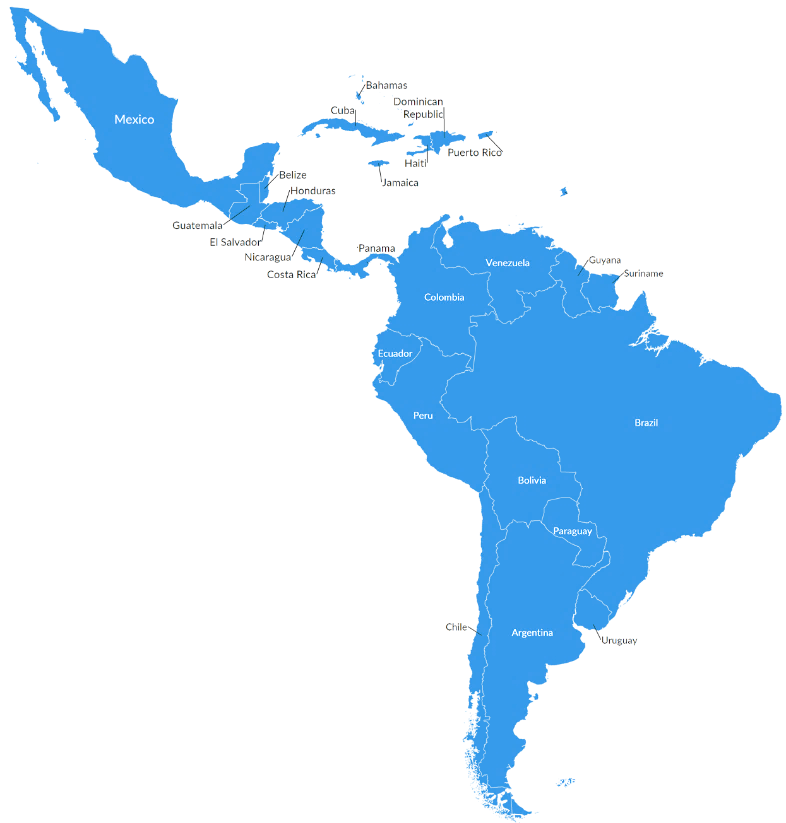 Bahamas
Cuba
Dominican
Republic
Mexico
Puerto Rico
Haiti
Jamaica
Belize
Honduras
Guatemala
El Salvador
Panama
Nicaragua
Guyana
Venezuela
Costa Rica
Suriname
Colombia
Ecuador
Peru
Brazil
Bolivia
Paraguay
Chile
Argentina
Uruguay